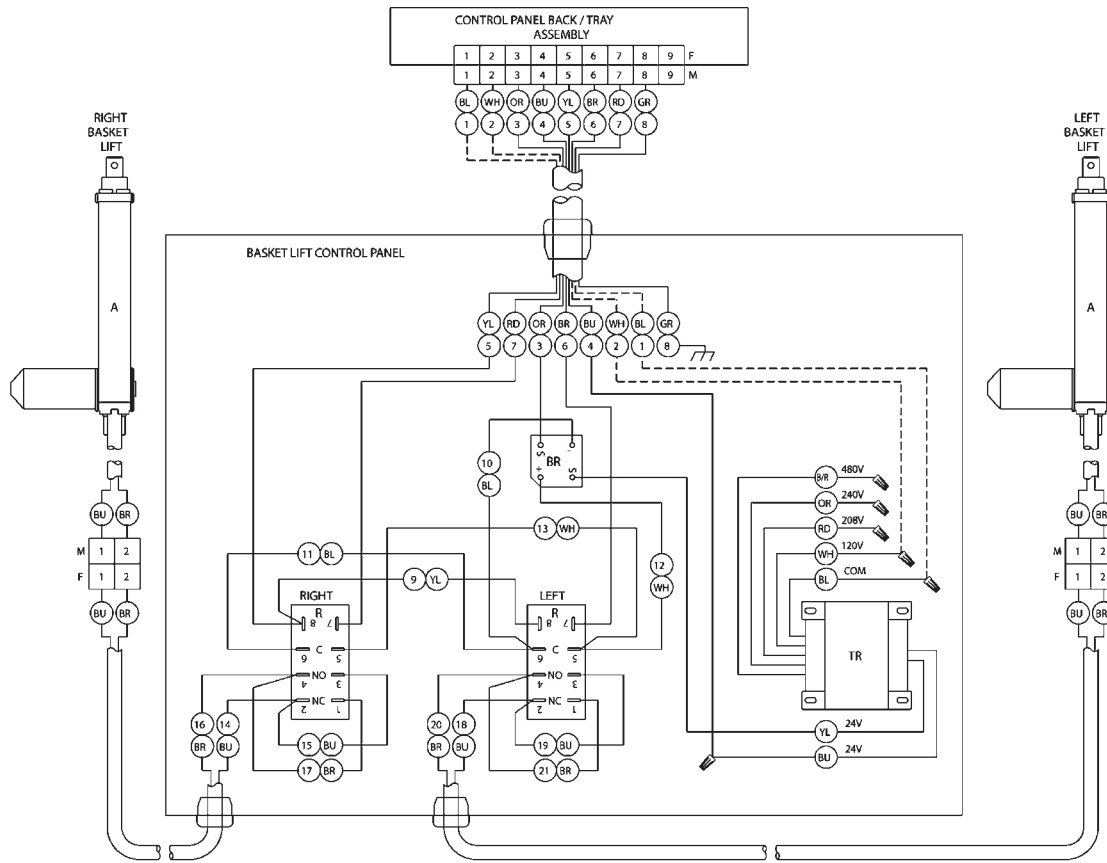 CONTROL PANEL BACK / TRAY
ASSEMBLY
1 2 3 4 5 6 7 8 9 F
1 2 3 4 5 6 7 8 9 M
BL WH OR BU YL BR RD GR
1 2 3 4 5 6 7 8
RIGHT
BASKET
LIFT
LEFT
BASKET
LIFT
A
A
BASKET LIFT CONTROL PANEL
YL RD OR BR BU WH BL GR
5 7 3 6 4 2 1 8
S -
BR
+ S
10
BL
13 WH
11 BL
9 YL
12
WH
B/R 480V
OR 240V
RD 208V
WH 120V
BL COM
TR
YL 24V
BU 24V
BU BR
M 1 2
F 1 2
BU BR
BU BR
M 1 2
F 1 2
BU BR
RIGHT
R
8 7
6 C 5
4 NO 3
2 NC 1
LEFT
R
8 7
6 C 5
4 NO 3
2 NC 1
16 14
BR BU
15 BU
17 BR
20 18
BR BU
19 BU
21 BR